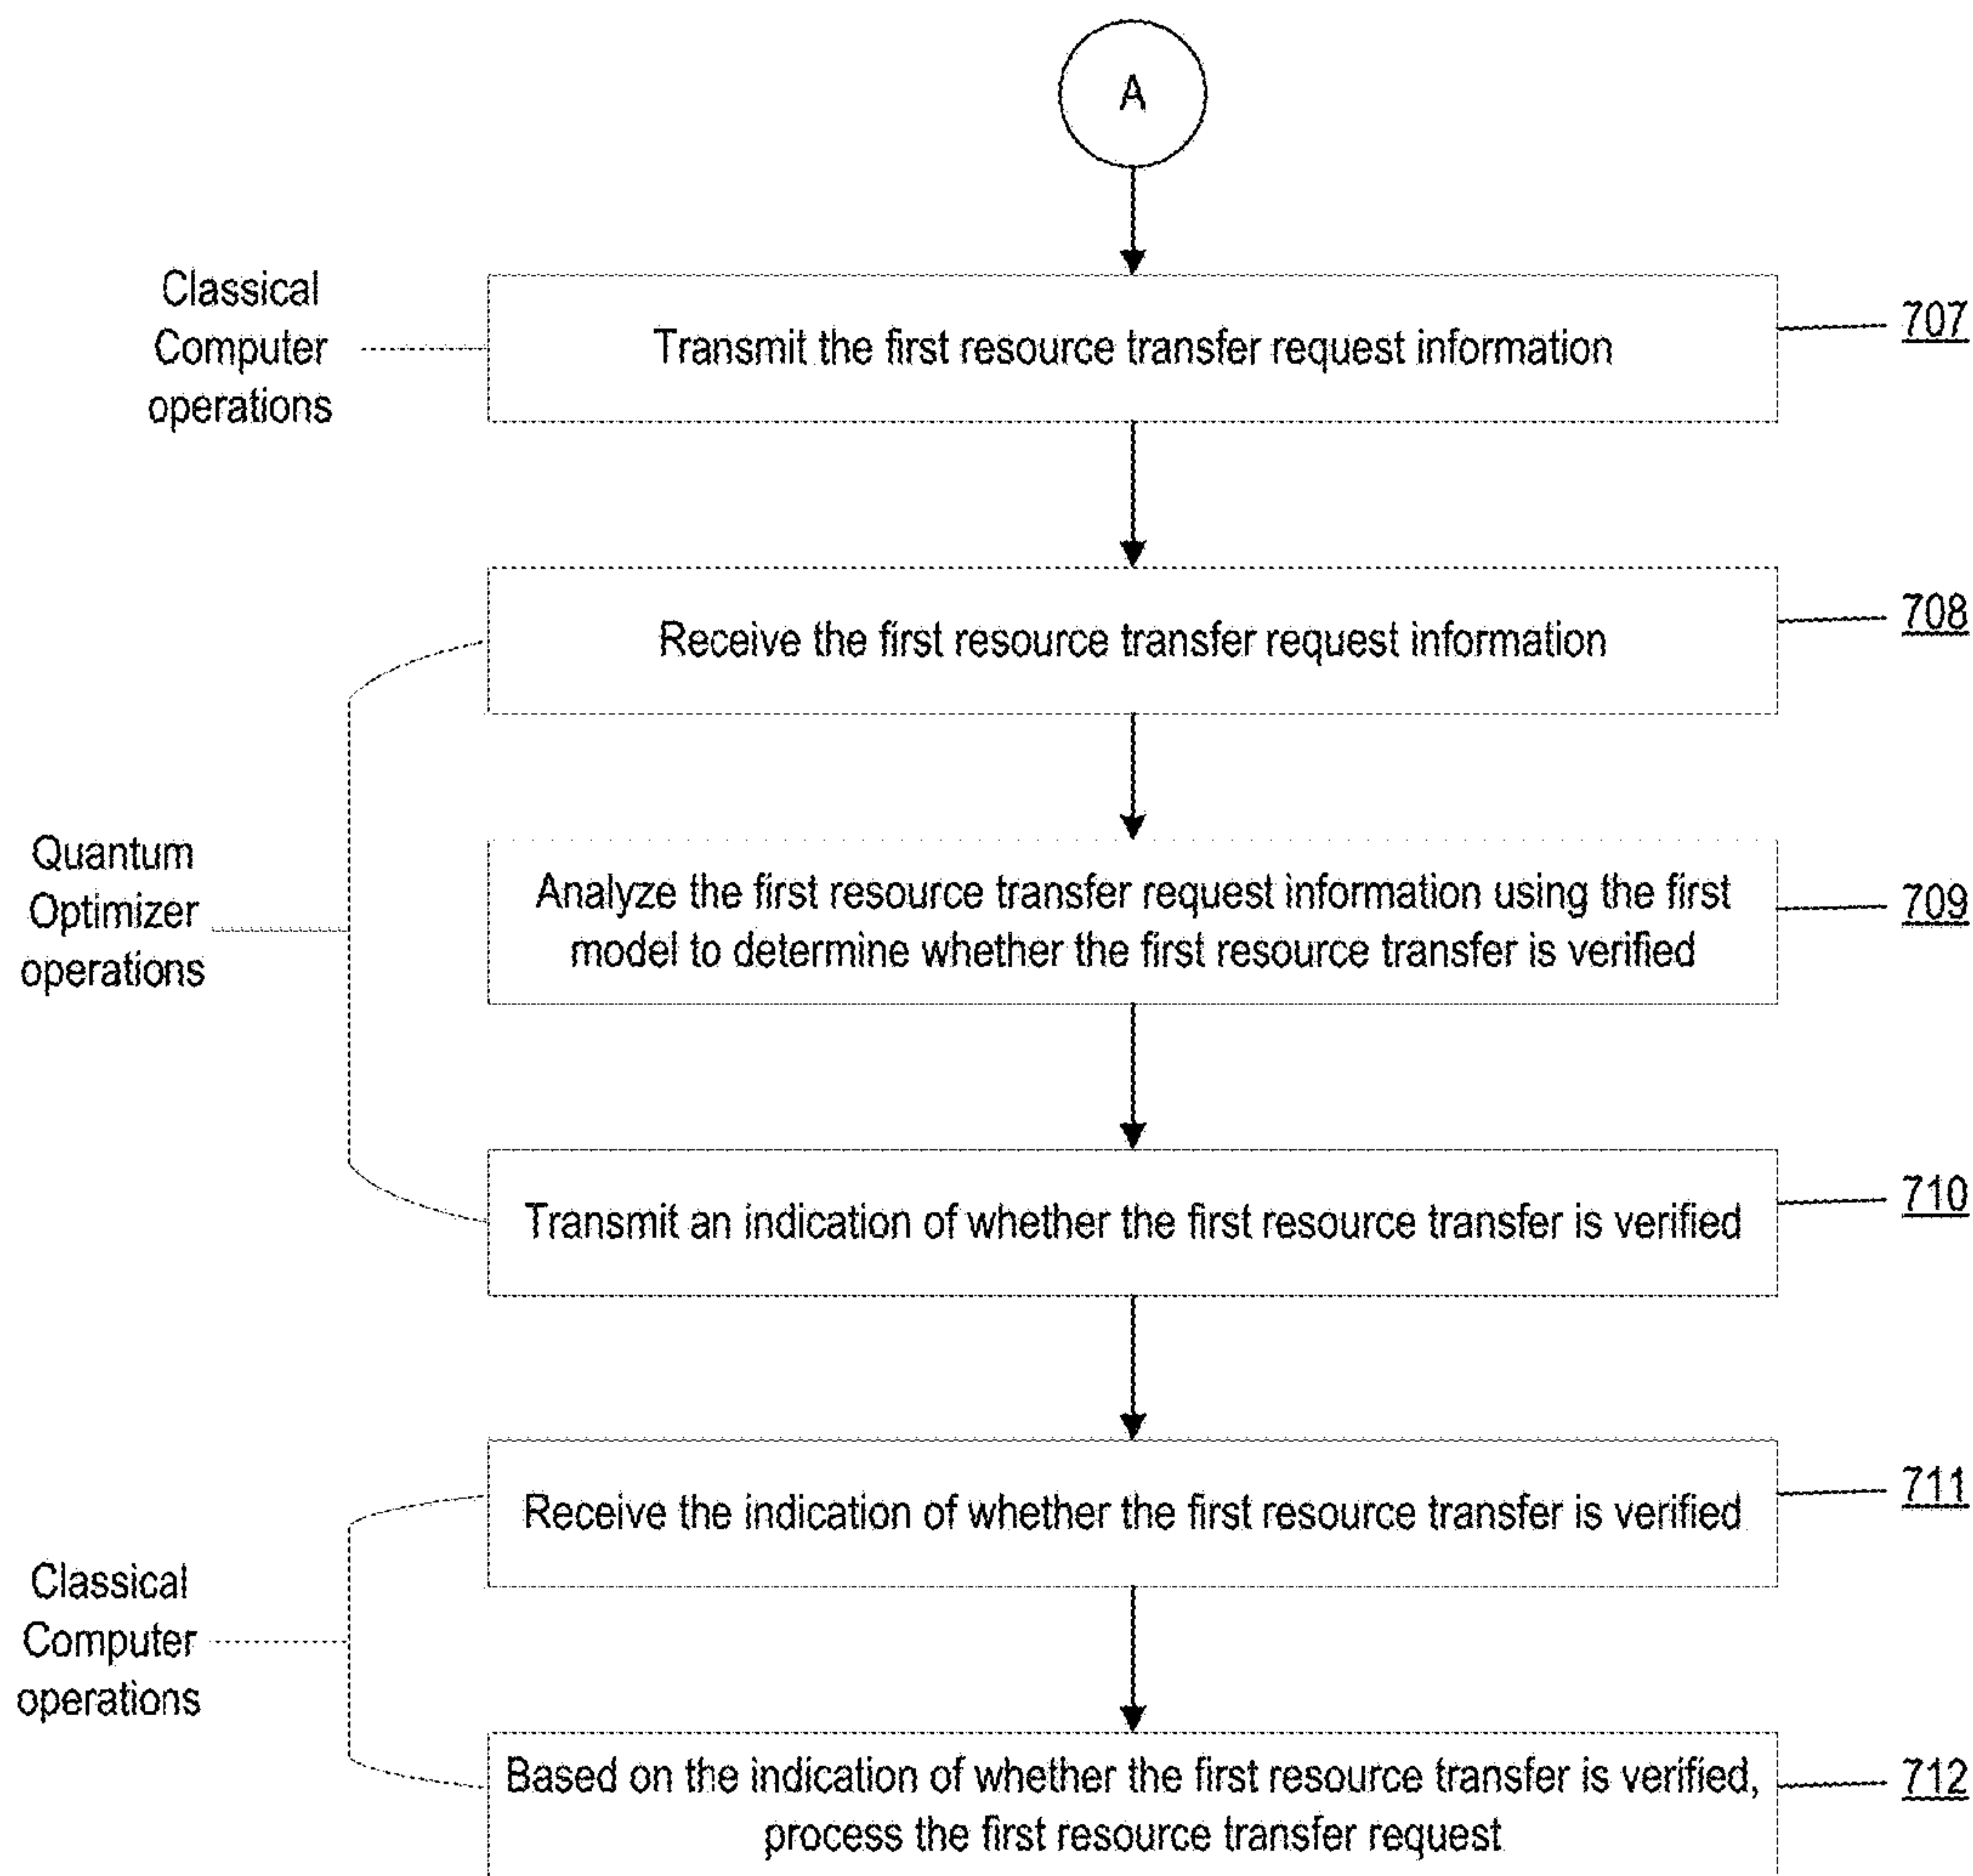 A
Classical
Computer
operations
Transmit the first resource transfer request information
707
Receive the first resource transfer request information
708
Quantum
Optimizer
operations
Analyze the first resource transfer request information using the first
model to determine whether the first resource transfer is verified
709
Transmit an indication of whether the first resource transfer is verified
710
Receive the indication of whether the first resource transfer is verified
711
Classical
Computer
operations
Based on the indication of whether the first resource transfer is verified,
process the first resource transfer request
712